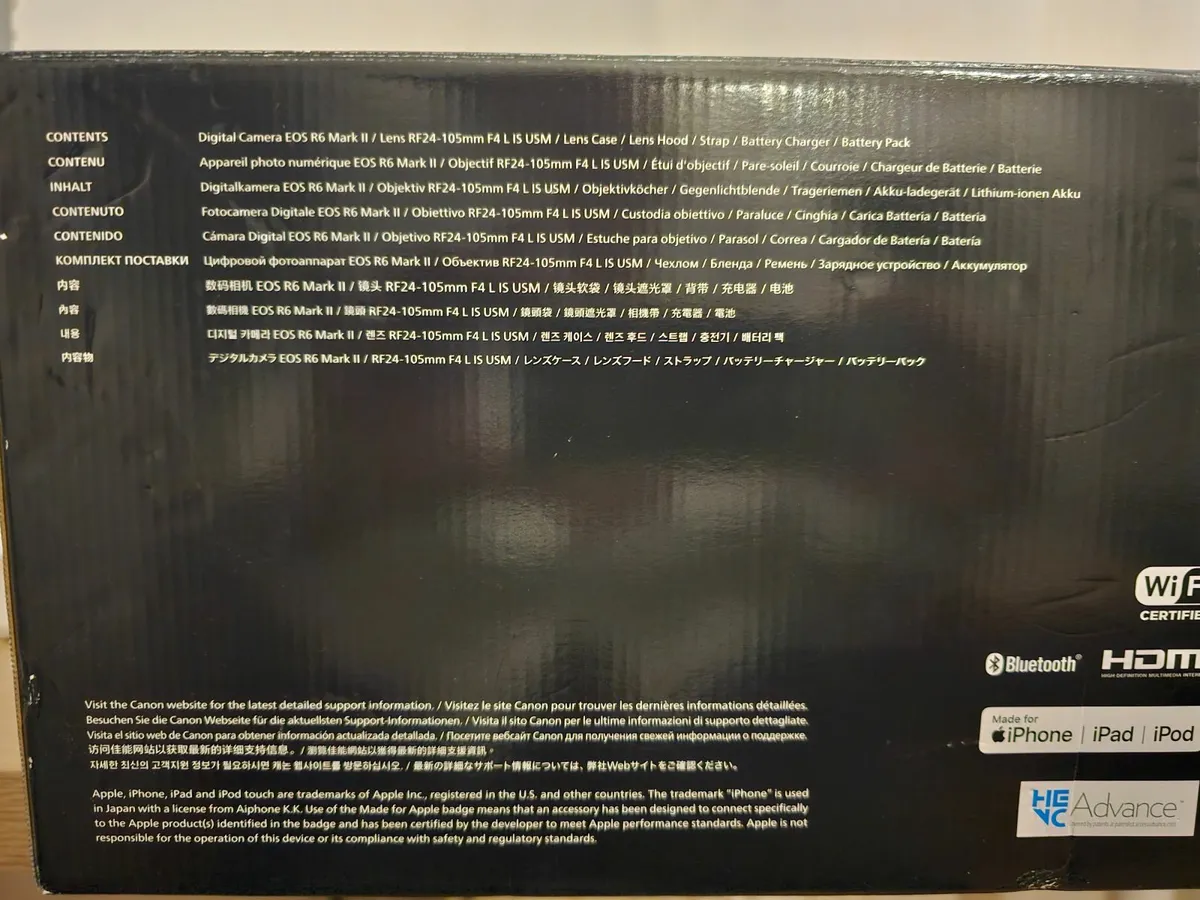 CONTENTS Digital Camera EOS R6 Mark II / Lens RF24-105mm F4 L IS USM / Lens Case / Lens Hood / Strap / Battery Charger / Battery Pack
CONTENU Appareil photo numérique EOS R6 Mark II / Objectif RF24-105mm F4 L IS USM / Étui d'objectif / Pare-soleil / Courroie / Chargeur de Batterie / Batterie
INHALT Digitalkamera EOS R6 Mark II / Objektiv RF24-105mm F4 L IS USM / Objektivköcher / Gegenlichtblende / Trageriemen / Akku-ladegerät / Lithium-ionen Akku
CONTENUTO Fotocamera Digitale EOS R6 Mark II / Obiettivo RF24-105mm F4 L IS USM / Custodia obiettivo / Paraluce / Cinghia / Carica Batteria / Batteria
CONTENIDO Cámara Digital EOS R6 Mark II / Objetivo RF24-105mm F4 L IS USM / Estuche para objetivo / Parasol / Correa / Cargador de Batería / Batería
КОМПЛЕКТ ПОСТАВКИ Цифровой фотоаппарат EOS R6 Mark II / Объектив RF24-105mm F4 L IS USM / Чехлом / Бленда / Ремень / Зарядное устройство / Аккумулятор
内容 数码相机 EOS R6 Mark II / 镜头 RF24-105mm F4 L IS USM / 镜头软袋 / 镜头遮光罩 / 背带 / 充电器 / 电池
內容 數碼相機 EOS R6 Mark II / 鏡頭 RF24-105mm F4 L IS USM / 鏡頭袋 / 鏡頭遮光罩 / 相機帶 / 充電器 / 電池
내용 디지털 카메라 EOS R6 Mark II / 렌즈 RF24-105mm F4 L IS USM / 렌즈 케이스 / 렌즈 후드 / 스트랩 / 충전기 / 배터리 팩
内容物 デジタルカメラ EOS R6 Mark II / RF24-105mm F4 L IS USM / レンズケース / レンズフード / ストラップ / バッテリーチャージャー / バッテリーパック
Wi F
CERTIFIE
Bluetooth® HDM
HIGH-DEFINITION MULTIMEDIA INTER
Made for
iPhone | iPad | iPod
HEVC Advance™
Visit the Canon website for the latest detailed support information. / Visitez le site Canon pour trouver les dernières informations détaillées.
Besuchen Sie die Canon Webseite für die aktuellsten Support-Informationen. / Visita il sito Canon per le ultime informazioni di supporto dettagliate.
Visita el sitio web de Canon para obtener información actualizada detallada. / Посетите вебсайт Canon для получения свежей информации о поддержке.
访问佳能网站以获取最新的详细支持信息。 / 瀏覽佳能網站以獲得最新的詳細支援資訊。
자세한 최신의 고객지원 정보가 필요하시면 캐논 웹사이트를 방문하십시오. / 最新の詳細なサポート情報については、弊社Webサイトをご確認ください。
Apple, iPhone, iPad and iPod touch are trademarks of Apple Inc., registered in the U.S. and other countries. The trademark "iPhone" is used
in Japan with a license from Aiphone K.K. Use of the Made for Apple badge means that an accessory has been designed to connect specifically
to the Apple product(s) identified in the badge and has been certified by the developer to meet Apple performance standards. Apple is not
responsible for the operation of this device or its compliance with safety and regulatory standards.